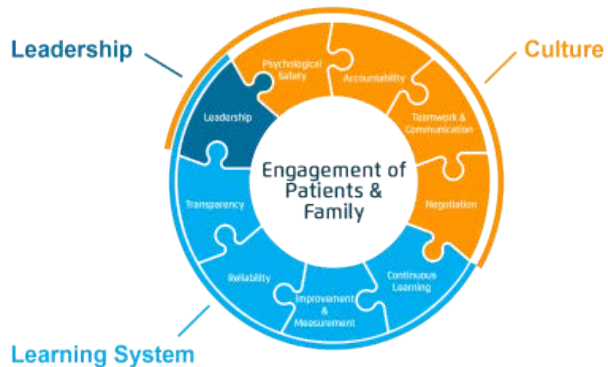 Leadership
Culture
Psychological
Safety
Accountability
Teamwork &
Communication
Leadership
Engagement of
Patients &
Family
Transparency
Negotiation
Reliability
Continuous
Learning
Improvement
&
Measurement
Learning System